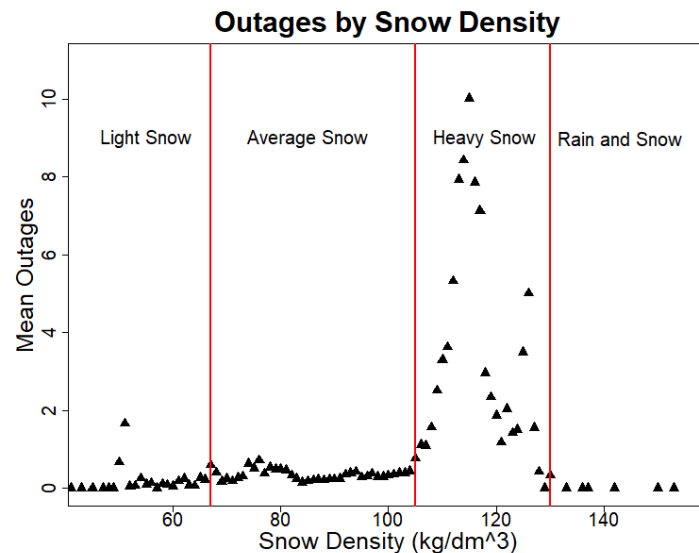 Outages by Snow Density
Light Snow
Average Snow
Heavy Snow
Rain and Snow
Mean Outages
10
8
6
4
2
0
60
80
100
120
140
Snow Density (kg/dm^3)